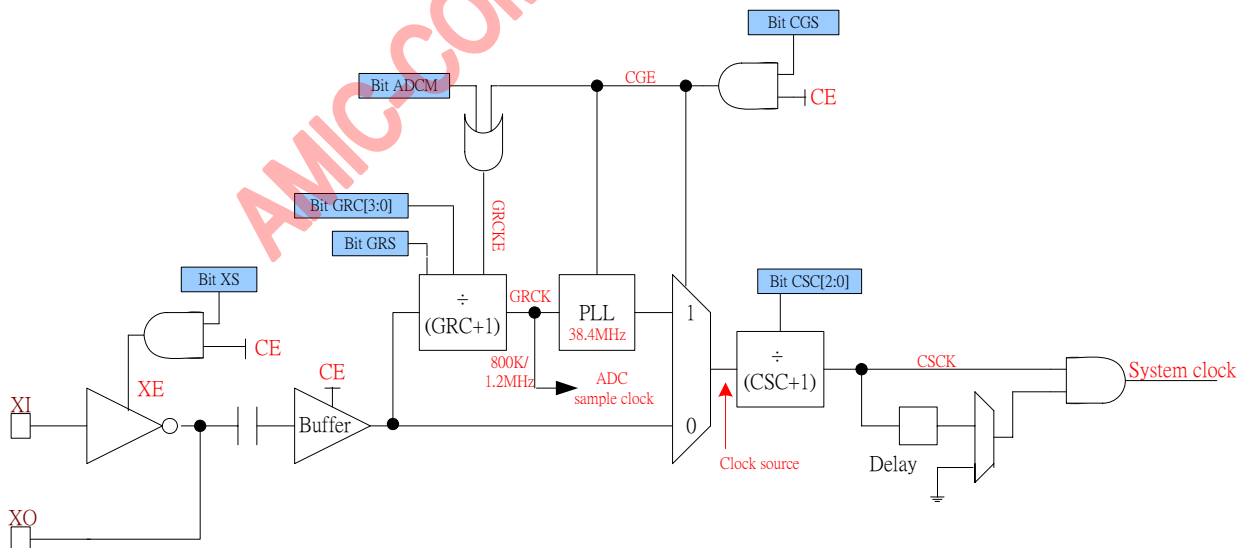 Bit CGS
CE
CGE
Bit ADCM
AMIC-COM
Bit GRC[3:0]
Bit GRS
GRCKE
Bit XS
CE
XE
÷
(GRC+1)
GRCK
800K/
1.2MHz
ADC
sample clock
PLL
38.4MHz
1
0
Clock source
Bit CSC[2:0]
÷
(CSC+1)
CSCK
Delay
System clock
XI
CE
Buffer
XO